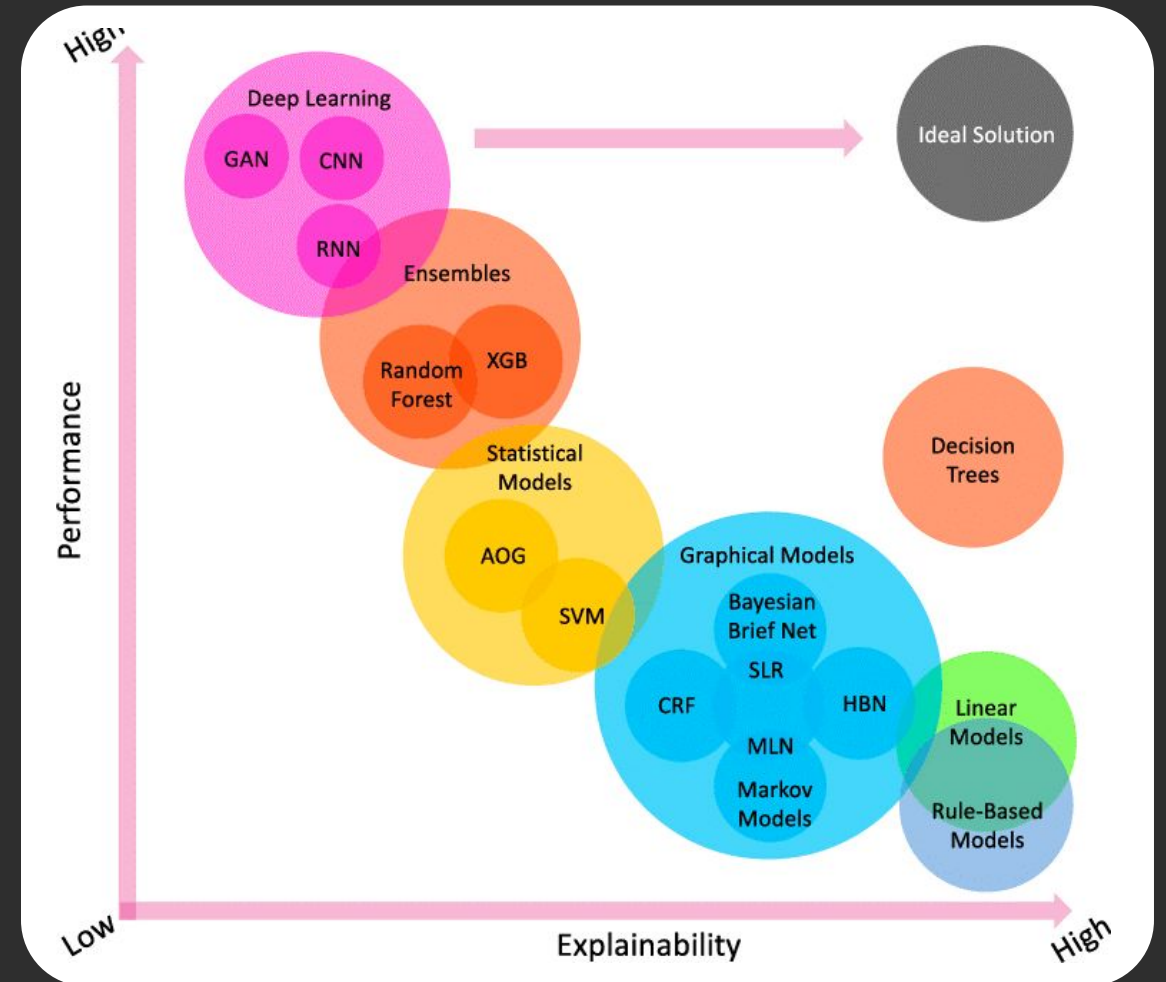 High
Deep Learning
GAN
CNN
Ideal Solution
RNN
Ensembles
Random
Forest
XGB
Performance
Statistical
Models
Decision
Trees
AOG
SVM
Graphical Models
Bayesian
Brief Net
SLR
CRF
HBN
MLN
Markov
Models
Linear
Models
Rule-Based
Models
Low
Explainability
High